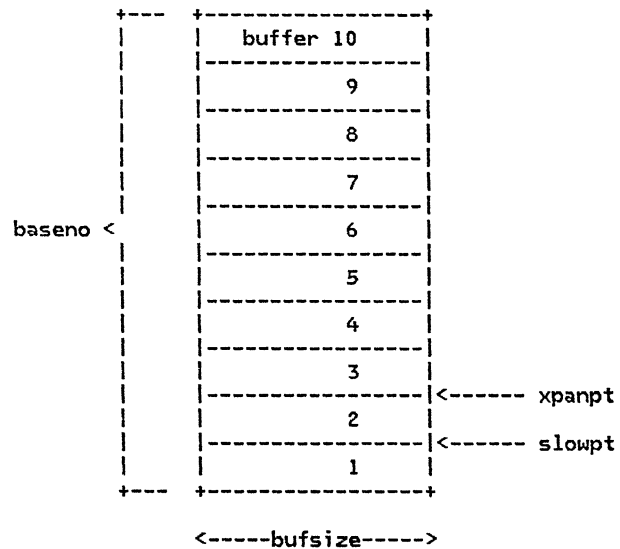 buffer 10
9
8
7
baseno < 6
5
4
3
<------ xpanpt
2
<------ slowpt
1
<-----bufsize----->